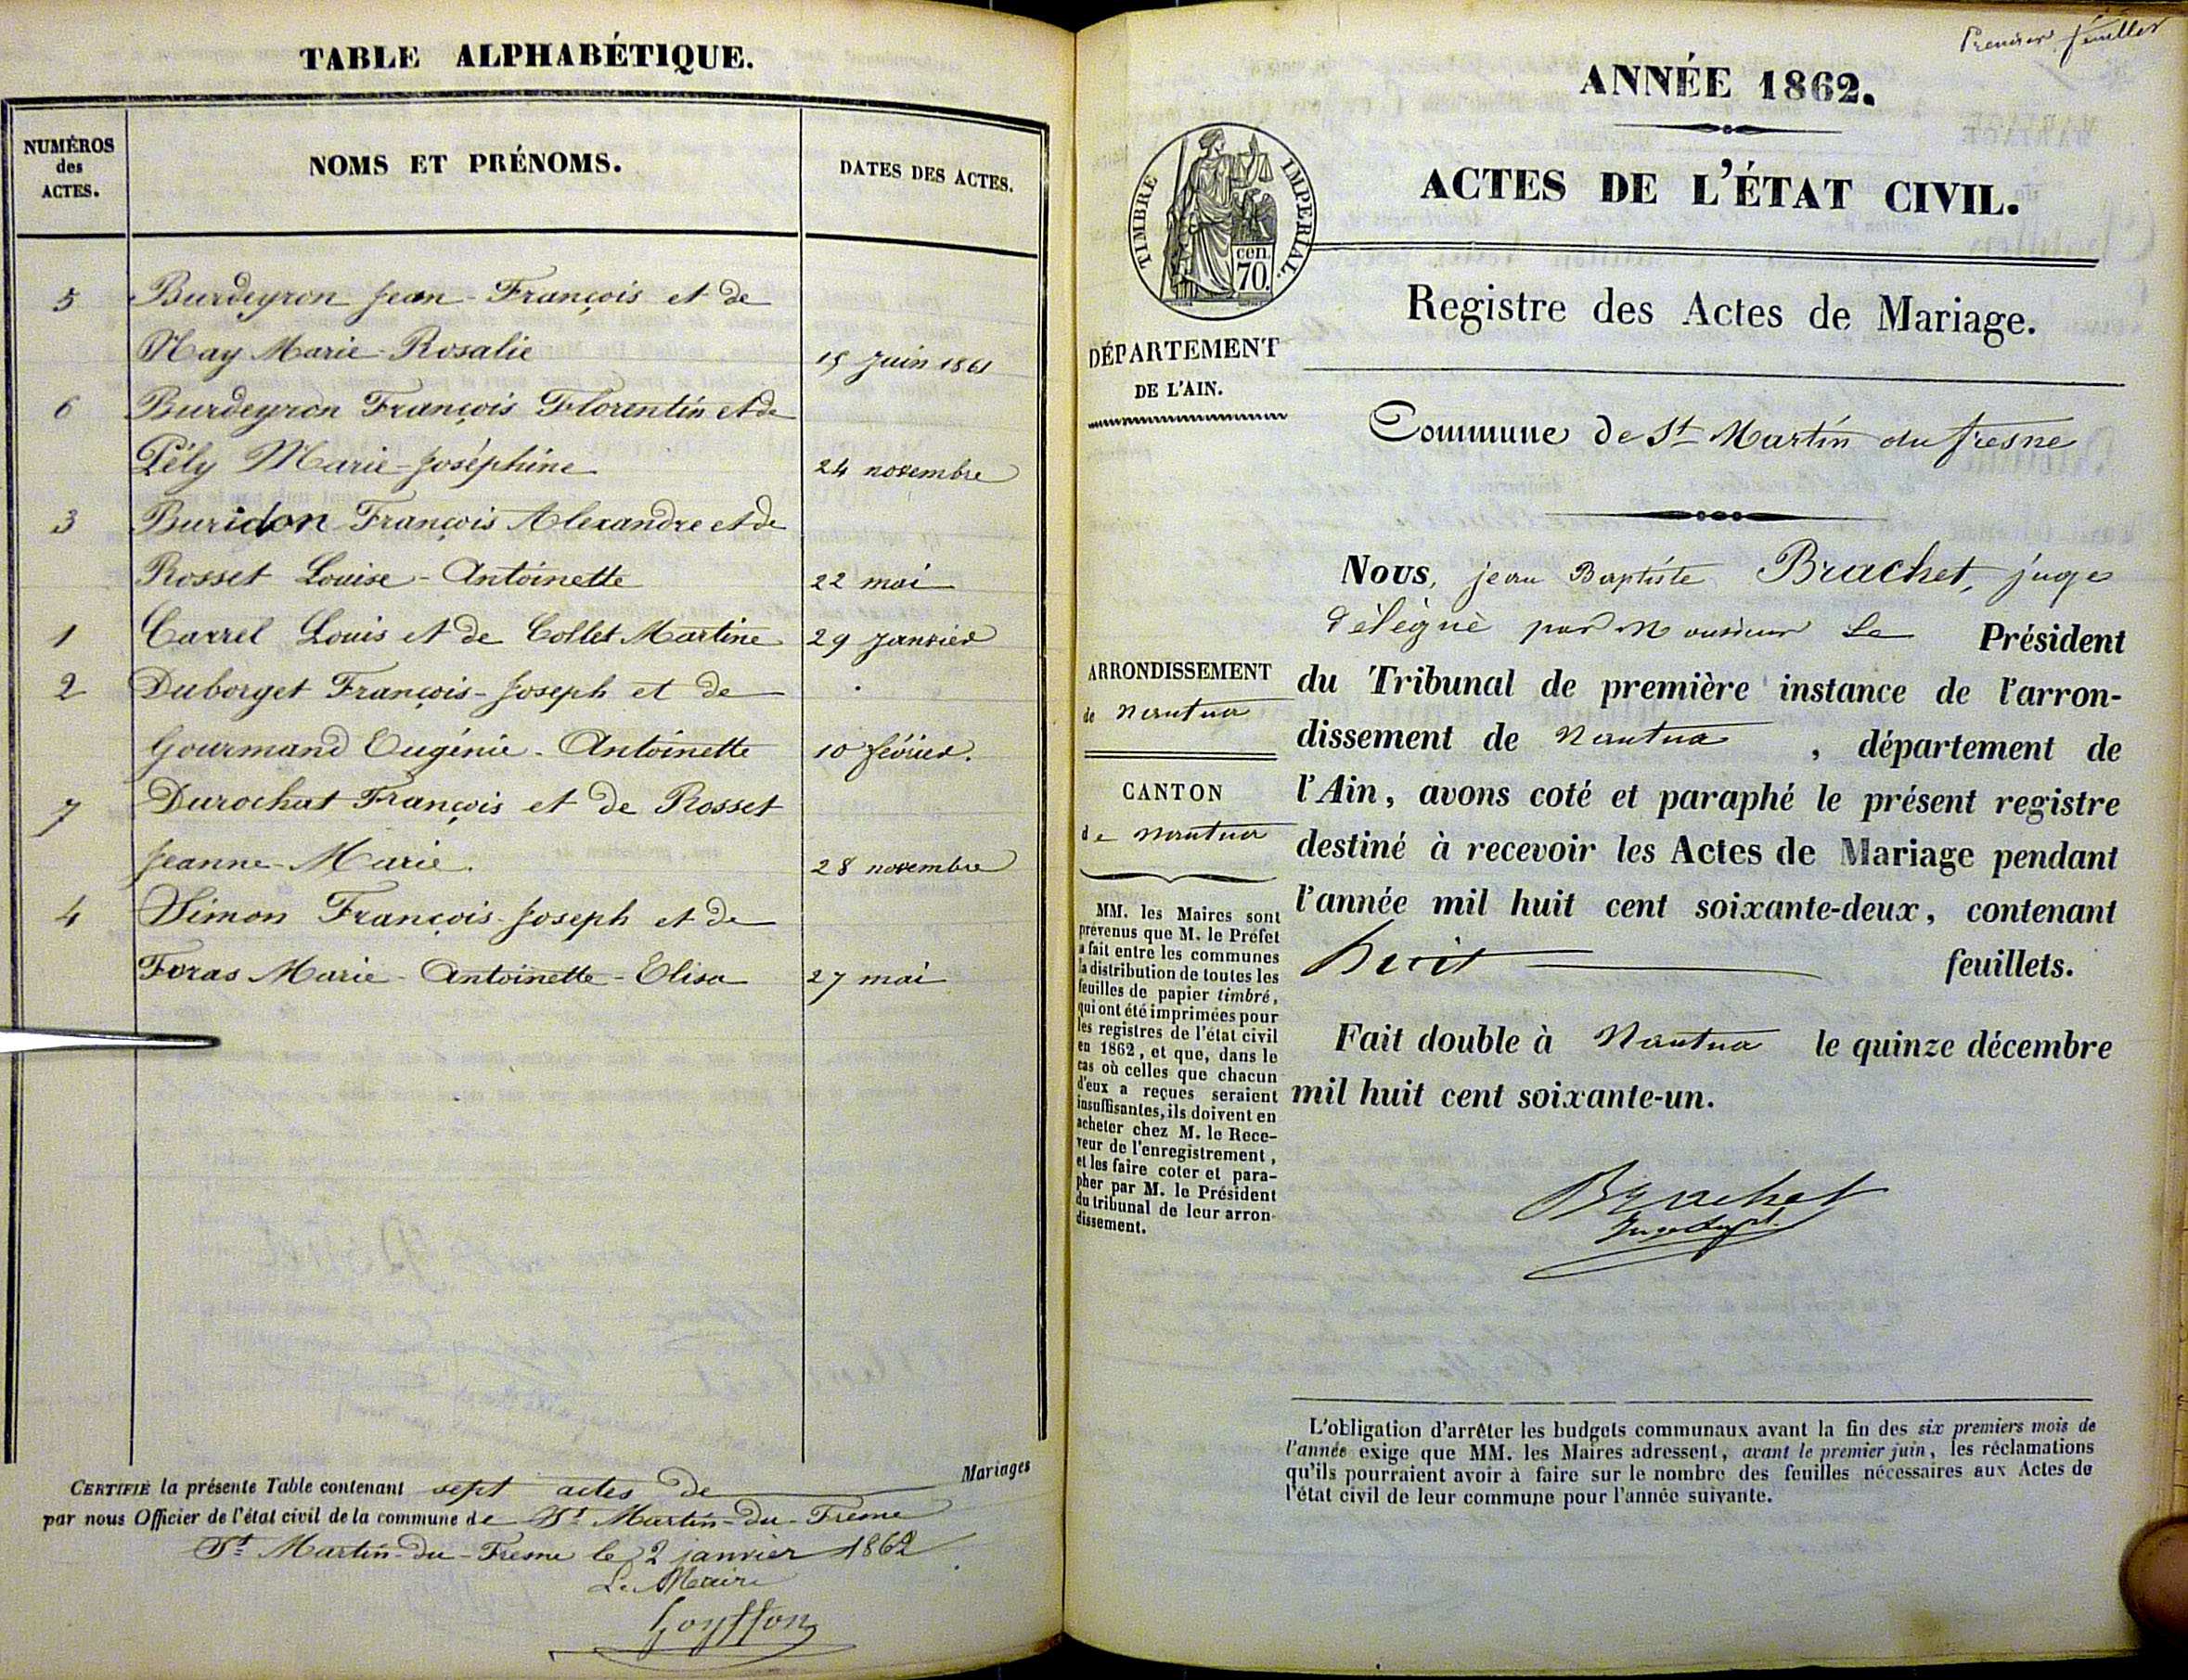 TABLE ALPHABÉTIQUE.
NUMÉROS des ACTES.
NOMS ET PRÉNOMS.
DATES DES ACTES.
5 Burdeyron Jean-François et de
Hay Marie-Rosalie 15 juin 1861
6 Burdeyron François Florentin et de
Pély Marie-Joséphine 24 novembre
3 Buridon François Alexandre et de
Rosset Louise-Antoinette 22 mai
1 Carrel Louis et de Collet Martine 29 janvier
2 Duborget François-Joseph et de
Gourmand Eugénie-Antoinette 10 février.
7 Durochat François et de Rosset
Jeanne-Marie. 28 novembre
4 Simon François-Joseph et de
Foras Marie-Antoinette-Elisa 27 mai
CERTIFIÉ la présente Table contenant sept actes de Mariages
par nous Officier de l'état civil de la commune de St Martin-du-Fresne
St Martin-du-Fresne le 2 janvier 1862
Le Maire
Goyffon
Premier feuillet
ANNÉE 1862.
TIMBRE IMPÉRIAL.
cen. 70.
ACTES DE L'ÉTAT CIVIL.
Registre des Actes de Mariage.
DÉPARTEMENT
DE L'AIN.
Commune de St Martin du fresne
ARRONDISSEMENT
de Nantua
CANTON
de Nantua
MM. les Maires sont
prévenus que M. le Préfet
a fait entre les communes
la distribution de toutes les
feuilles de papier timbré,
qui ont été imprimées pour
les registres de l'état civil
en 1862, et que, dans le
cas où celles que chacun
d'eux a reçues seraient
insuffisantes, ils doivent en
acheter chez M. le Rece-
veur de l'enregistrement,
et les faire coter et para-
pher par M. le Président
du tribunal de leur arron-
dissement.
Nous, jean Baptiste Brachet, juge
délégué par Monsieur Le Président
du Tribunal de première instance de l'arron-
dissement de Nantua, département de
l'Ain, avons coté et paraphé le présent registre
destiné à recevoir les Actes de Mariage pendant
l'année mil huit cent soixante-deux, contenant
huit feuillets.
Fait double à Nantua le quinze décembre
mil huit cent soixante-un.
Brachet
L'obligation d'arrêter les budgets communaux avant la fin des six premiers mois de
l'année exige que MM. les Maires adressent, avant le premier juin, les réclamations
qu'ils pourraient avoir à faire sur le nombre des feuilles nécessaires aux Actes de
l'état civil de leur commune pour l'année suivante.